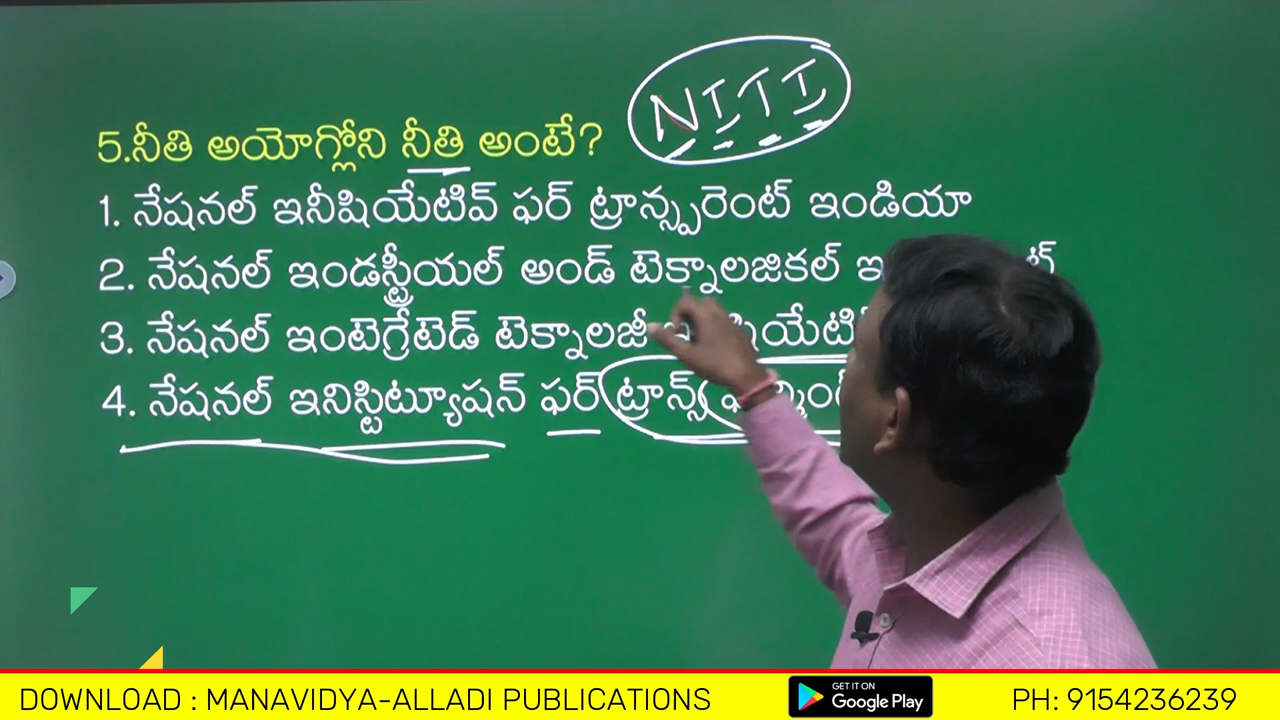 NITI
5.నీతి అయోగ్లోని నీతి అంటే?
1. నేషనల్ ఇనీషియేటివ్ ఫర్ ట్రాన్స్పరెంట్ ఇండియా
2. నేషనల్ ఇండస్ట్రీయల్ అండ్ టెక్నాలజికల్
3. నేషనల్ ఇంటెగ్రేటెడ్ టెక్నాలజీ
4. నేషనల్ ఇనిస్టిట్యూషన్ ఫర్ ట్రాన్స్
DOWNLOAD : MANAVIDYA-ALLADI PUBLICATIONS
GET IT ON
Google Play
PH: 9154236239